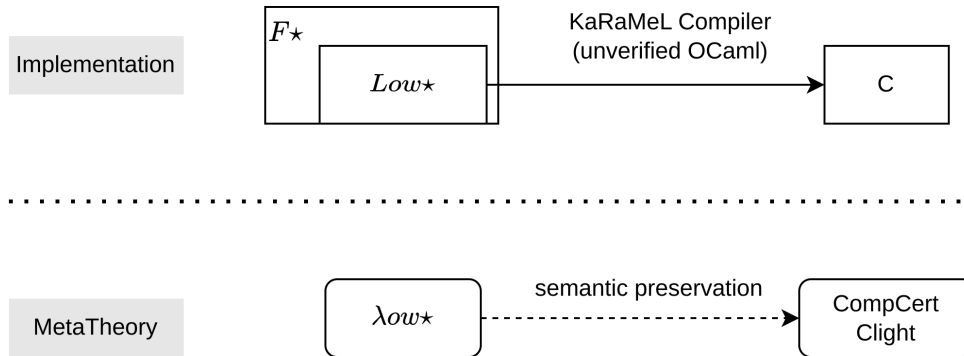 KaRaMeL Compiler
(unverified OCaml)
F⋆
Implementation
Low⋆
C
semantic preservation
MetaTheory
λow⋆
CompCert
Clight